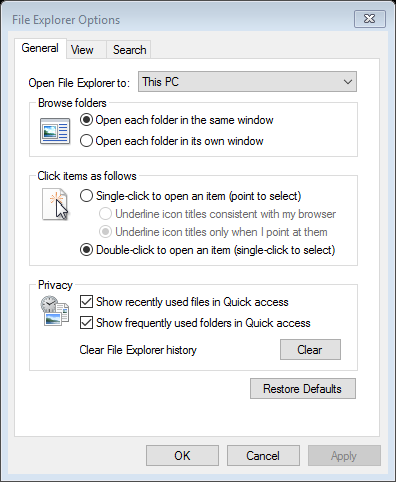 File Explorer Options
General View Search
Open File Explorer to: This PC
Browse folders
Open each folder in the same window
Open each folder in its own window
Click items as follows
Single-click to open an item (point to select)
Underline icon titles consistent with my browser
Underline icon titles only when I point at them
Double-click to open an item (single-click to select)
Privacy
Show recently used files in Quick access
Show frequently used folders in Quick access
Clear File Explorer history Clear
Restore Defaults
OK Cancel Apply